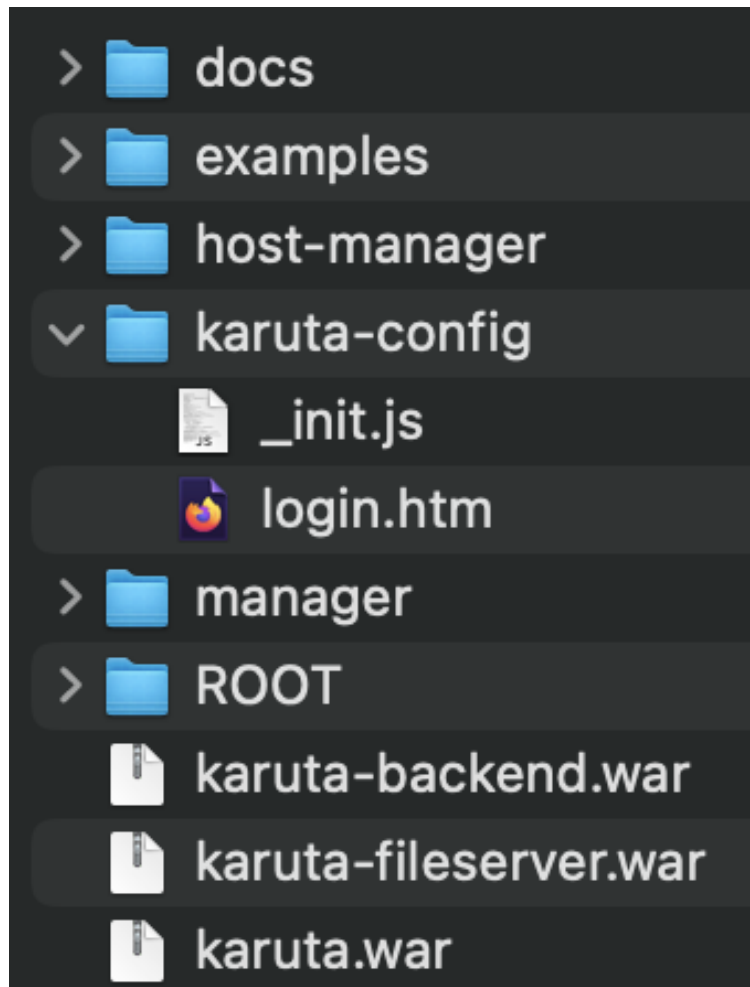 docs
examples
host-manager
karuta-config
JS
_init.js
login.htm
manager
ROOT
karuta-backend.war
karuta-fileserver.war
karuta.war